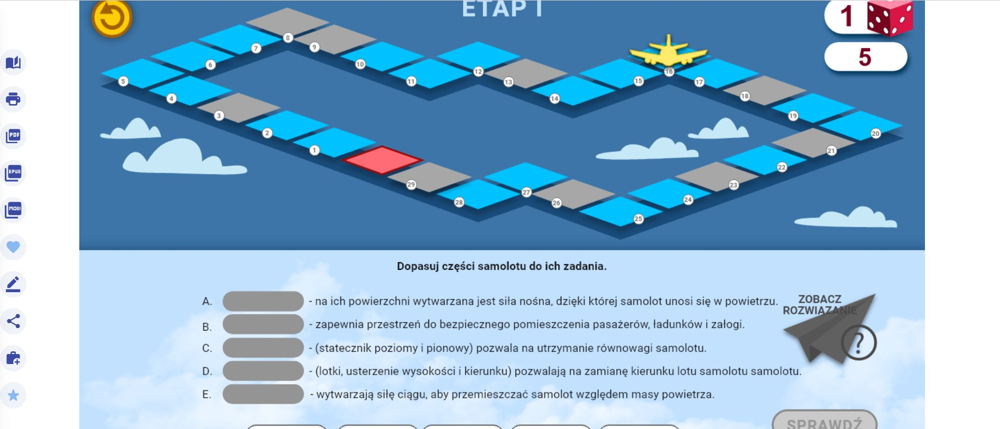 ETAP I
1
5
8
7
9
6
10
5
11
12
13
15
16
17
4
14
18
3
19
2
20
1
21
22
29
23
27
28
26
24
25
PDF
EPUB
MOBI
Dopasuj części samolotu do ich zadania.
A. - na ich powierzchni wytwarzana jest siła nośna, dzięki której samolot unosi się w powietrzu.
B. - zapewnia przestrzeń do bezpiecznego pomieszczenia pasażerów, ładunków i załogi.
C. - (statecznik poziomy i pionowy) pozwala na utrzymanie równowagi samolotu.
D. - (lotki, usterzenie wysokości i kierunku) pozwalają na zamianę kierunku lotu samolotu samolotu.
E. - wytwarzają siłę ciągu, aby przemieszczać samolot względem masy powietrza.
ZOBACZ
ROZWIĄZANIE
?
SPRAWDŹ